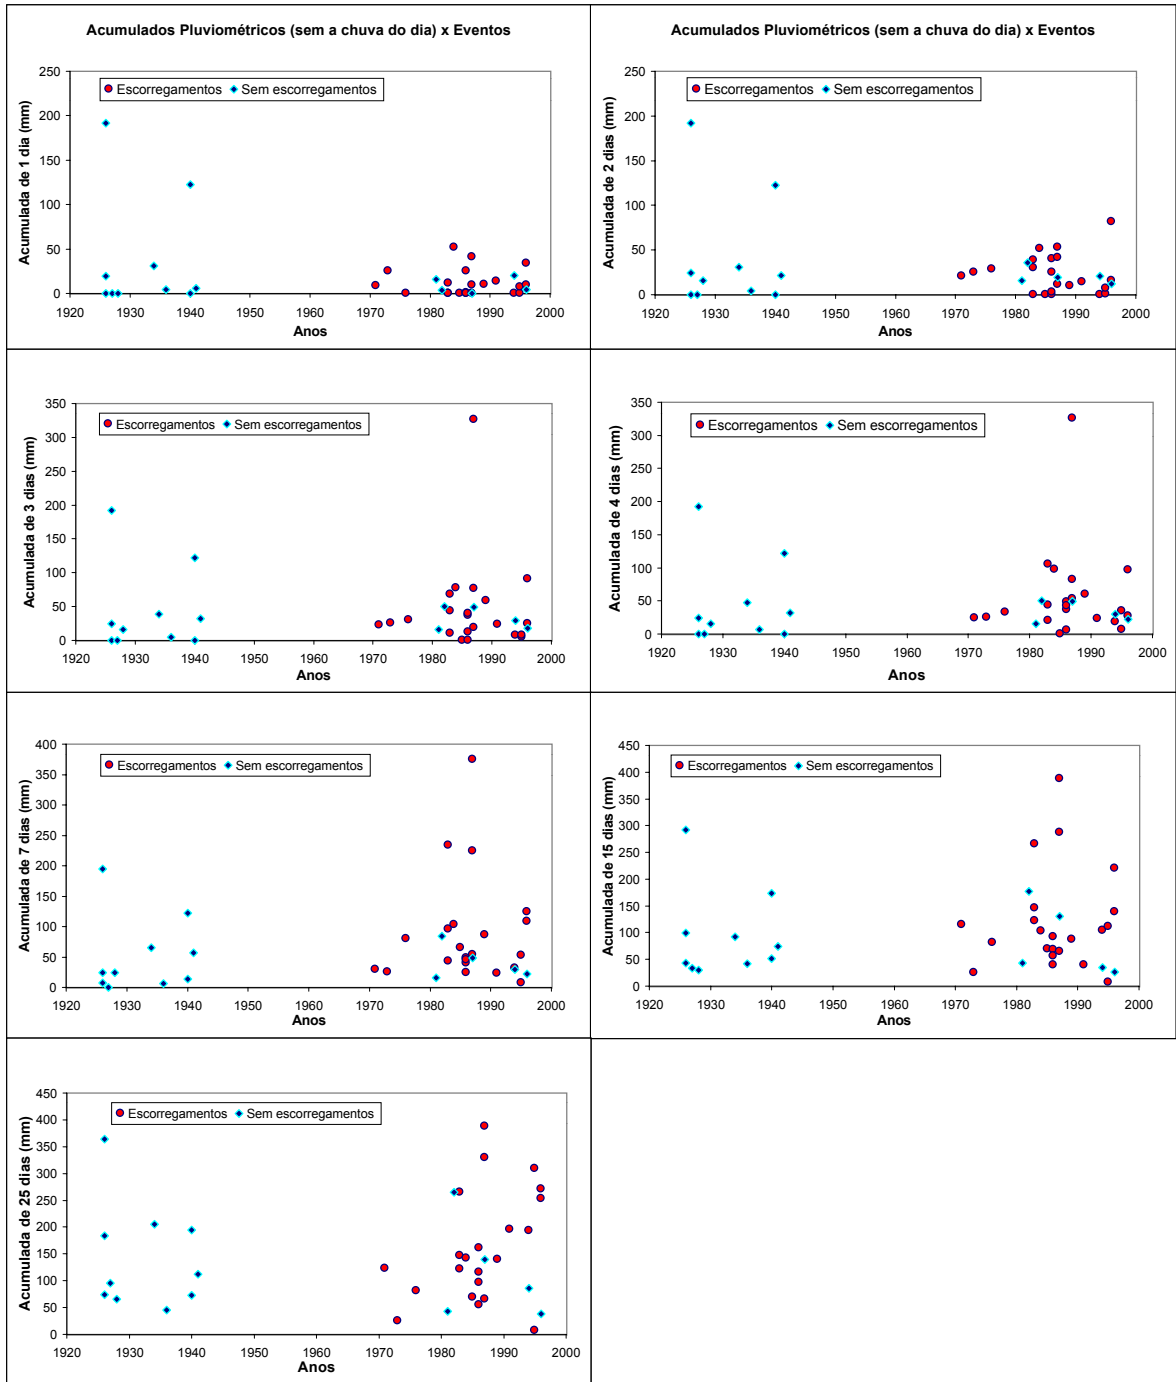 Acumulados Pluviométricos (sem a chuva do dia) x Eventos
Acumulada de 1 dia (mm)
250
200
150
100
50
0
Escorregamentos Sem escorregamentos
1920 1930 1940 1950 1960 1970 1980 1990 2000
Anos
Acumulados Pluviométricos (sem a chuva do dia) x Eventos
Acumulada de 2 dias (mm)
250
200
150
100
50
0
Escorregamentos Sem escorregamentos
1920 1930 1940 1950 1960 1970 1980 1990 2000
Anos
Acumulada de 3 dias (mm)
350
300
250
200
150
100
50
0
Escorregamentos Sem escorregamentos
1920 1930 1940 1950 1960 1970 1980 1990 2000
Anos
Acumulada de 4 dias (mm)
350
300
250
200
150
100
50
0
Escorregamentos Sem escorregamentos
1920 1930 1940 1950 1960 1970 1980 1990 2000
Anos
Acumulada de 7 dias (mm)
400
350
300
250
200
150
100
50
0
Escorregamentos Sem escorregamentos
1920 1930 1940 1950 1960 1970 1980 1990 2000
Anos
Acumulada de 15 dias (mm)
450
400
350
300
250
200
150
100
50
0
Escorregamentos Sem escorregamentos
1920 1930 1940 1950 1960 1970 1980 1990 2000
Anos
Acumulada de 25 dias (mm)
450
400
350
300
250
200
150
100
50
0
Escorregamentos Sem escorregamentos
1920 1930 1940 1950 1960 1970 1980 1990 2000
Anos